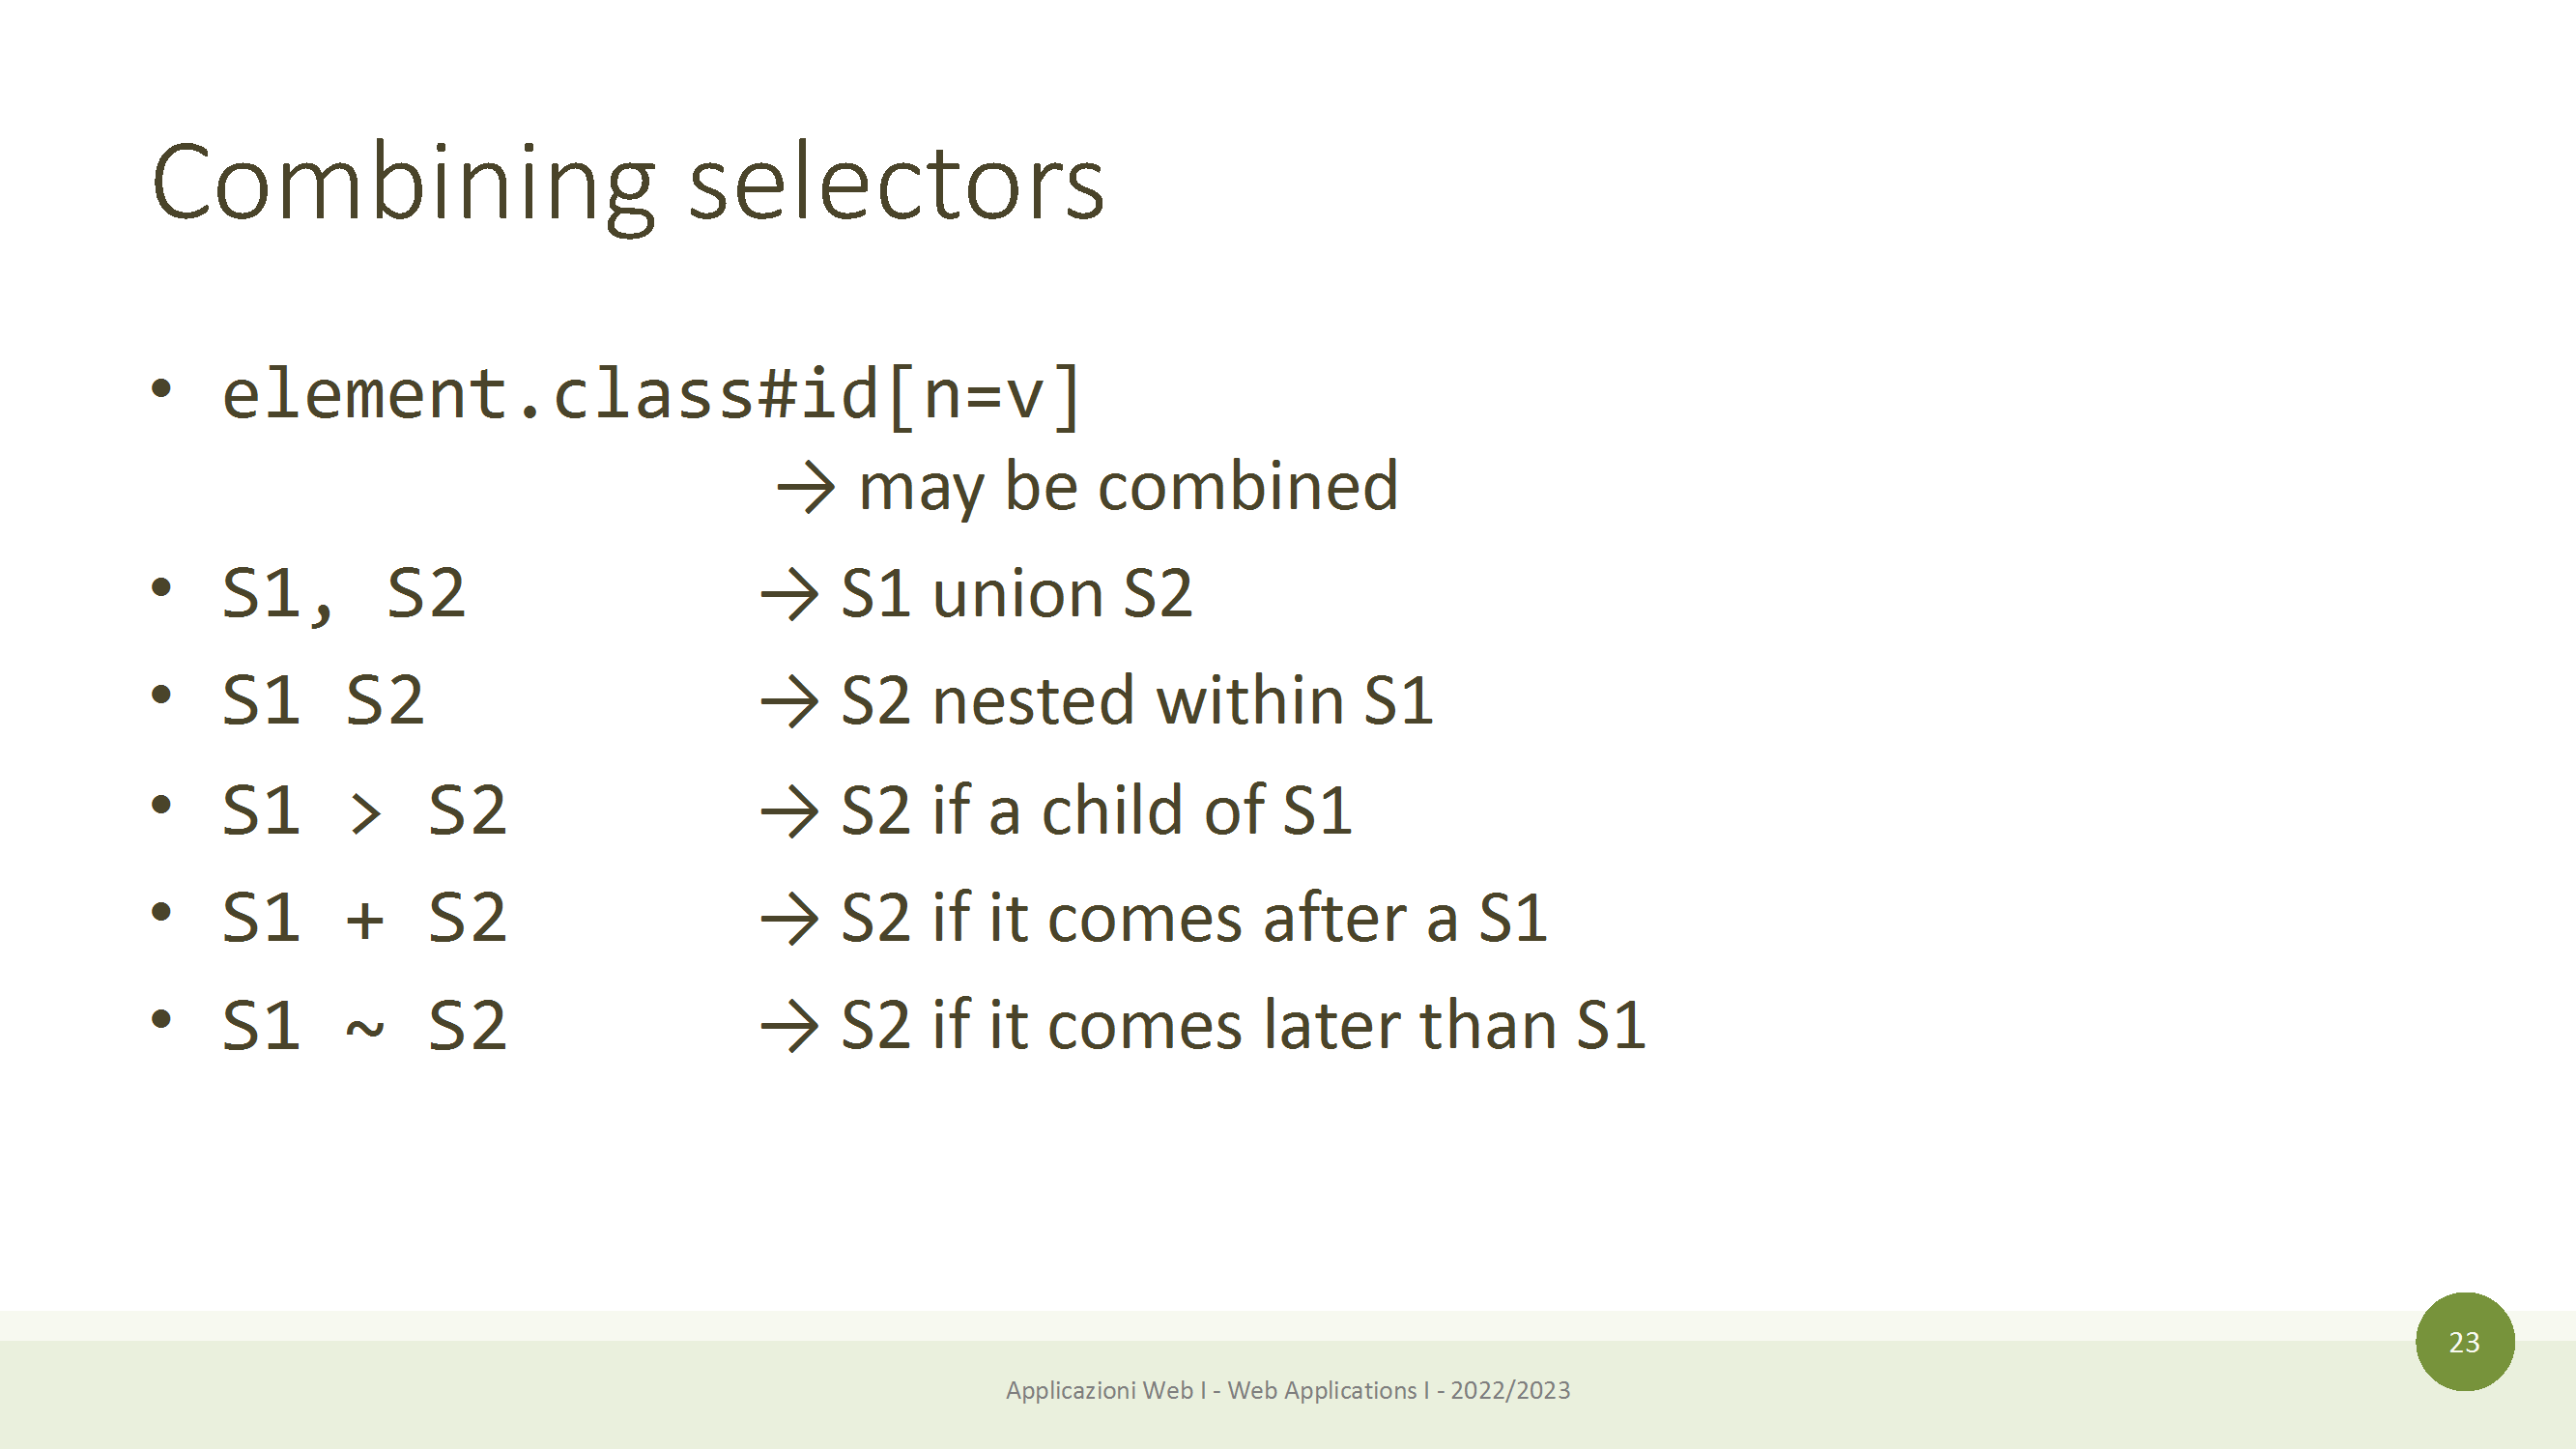 Combining selectors
• element.class#id[n=v]
→ may be combined
• S1, S2 → S1 union S2
• S1 S2 → S2 nested within S1
• S1 > S2 → S2 if a child of S1
• S1 + S2 → S2 if it comes after a S1
• S1 ~ S2 → S2 if it comes later than S1
23
Applicazioni Web I - Web Applications I - 2022/2023